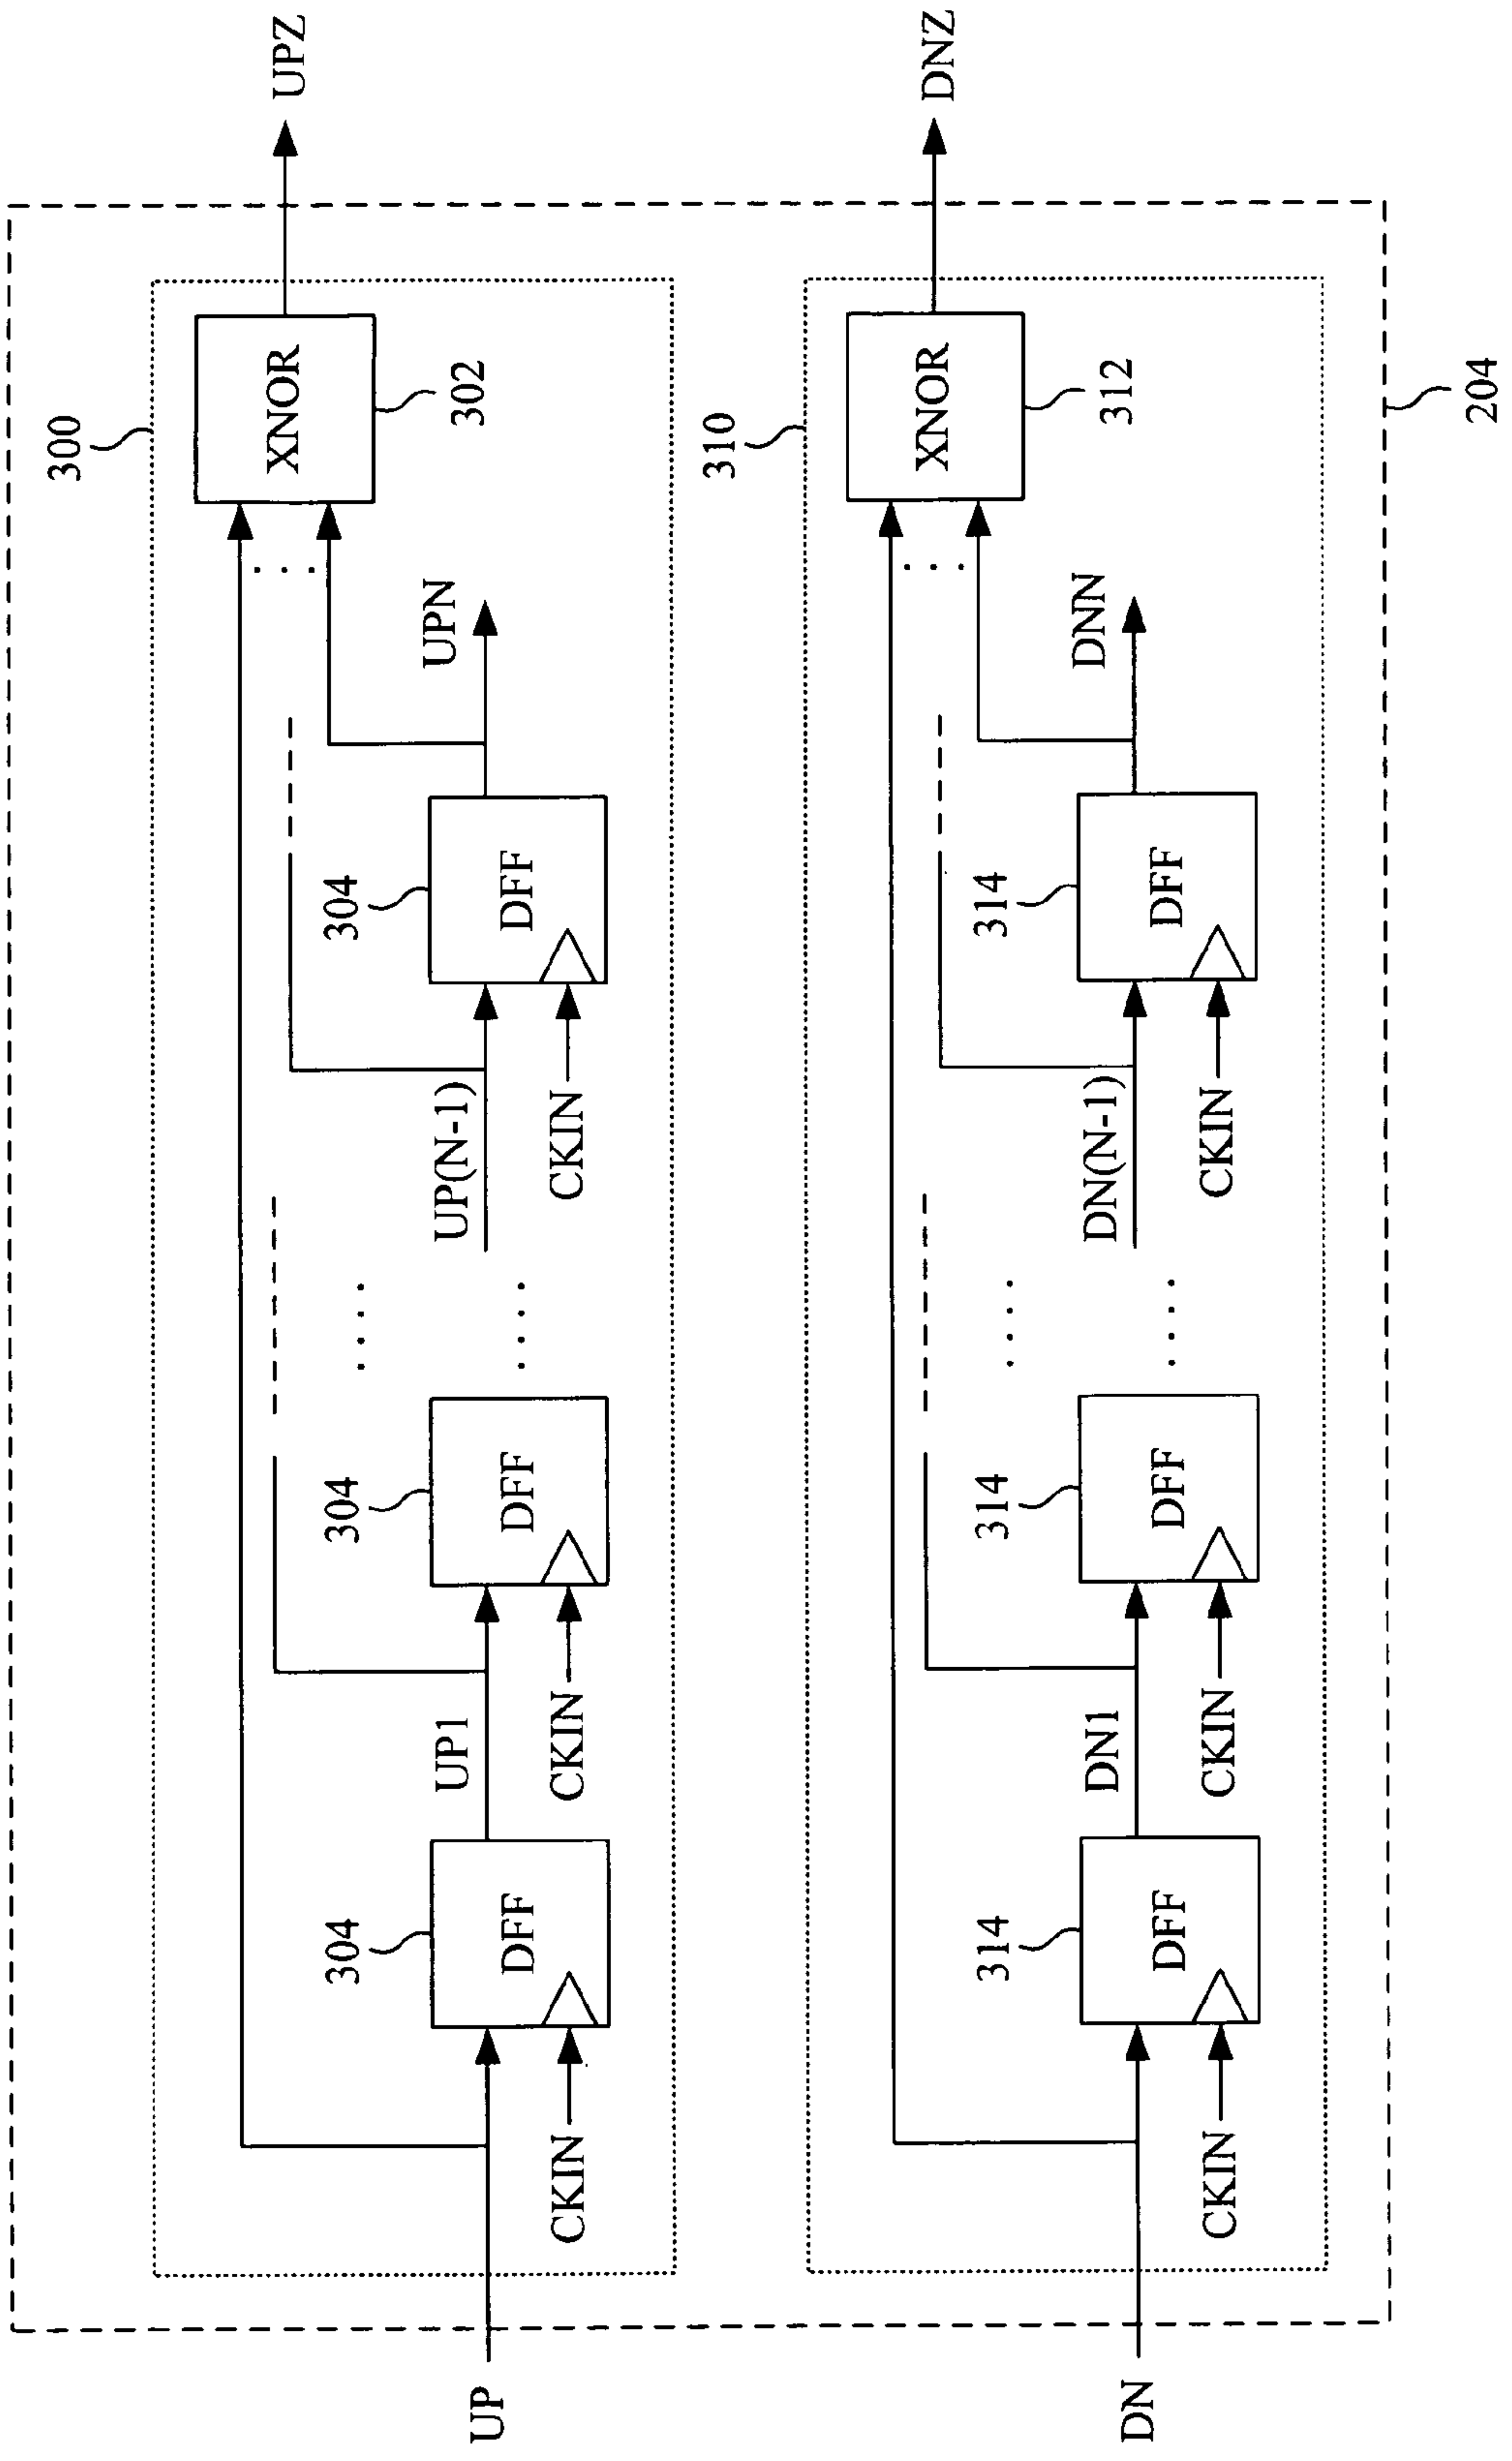 300
XNOR
302
UPZ
304
DFF
304
DFF
304
DFF
UP
UP1
UP(N-1)
UPN
CKIN
CKIN
CKIN
310
XNOR
312
DNZ
314
DFF
314
DFF
314
DFF
DN
DN1
DN(N-1)
DNN
CKIN
CKIN
CKIN
204